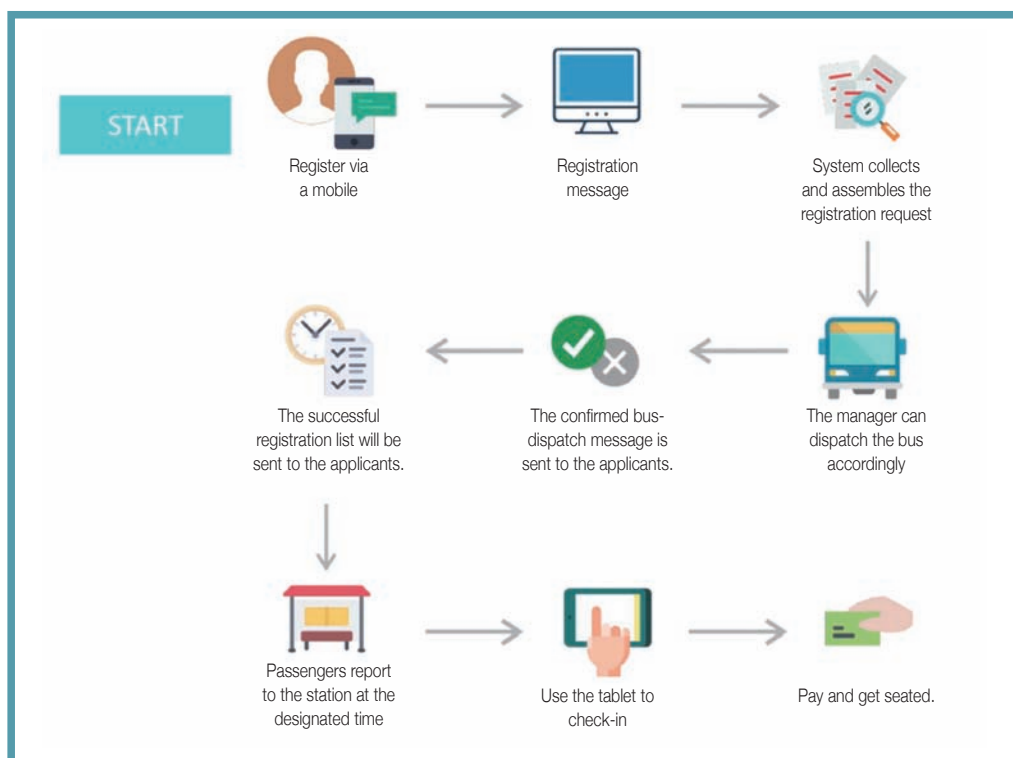 START
Register via
a mobile
Registration
message
System collects
and assembles the
registration request
The manager can
dispatch the bus
accordingly
The confirmed bus-
dispatch message is
sent to the applicants.
The successful
registration list will be
sent to the applicants.
Passengers report
to the station at the
designated time
Use the tablet to
check-in
Pay and get seated.